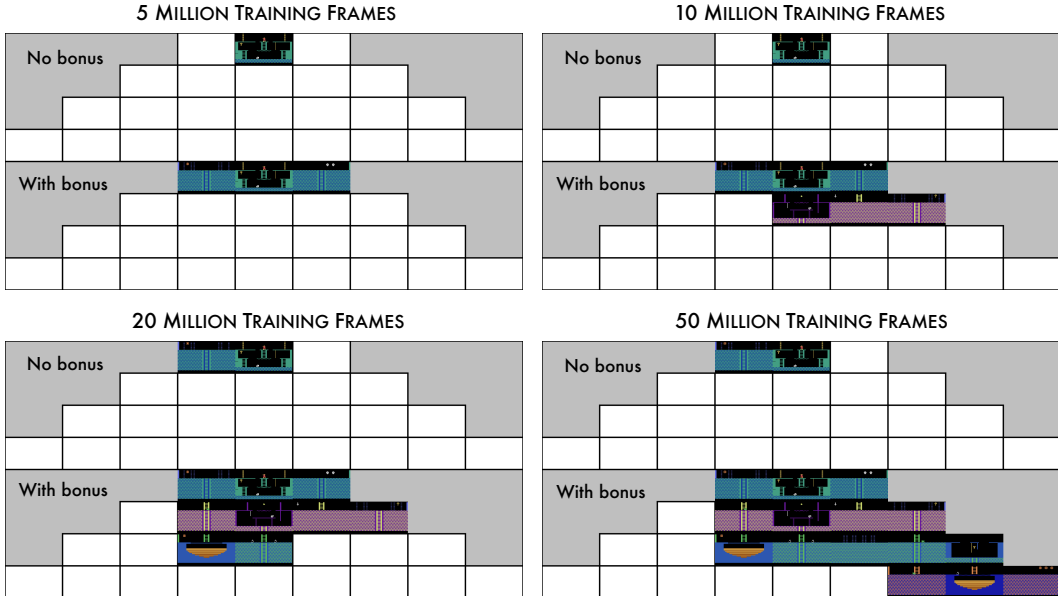 5 Million Training Frames
10 Million Training Frames
No bonus
No bonus
With bonus
With bonus
20 Million Training Frames
50 Million Training Frames
No bonus
No bonus
With bonus
With bonus